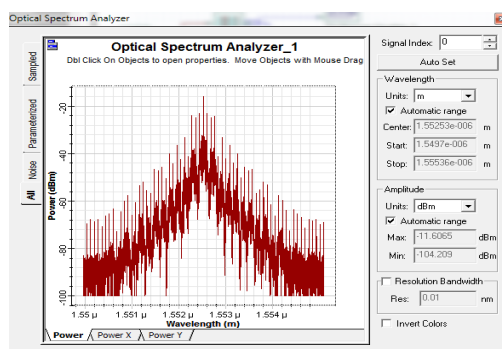 Optical Spectrum Analyzer
Optical Spectrum Analyzer_1
Dbl Click On Objects to open properties. Move Objects with Mouse Drag
Sampled
Parameterized
Noise
All
Power (dBm)
-20
-40
-60
-80
-100
1.55 µ
1.551 µ
1.552 µ
1.553 µ
1.554 µ
Wavelength (m)
Power
Power X
Power Y
Signal Index: 0
Auto Set
Wavelength
Units: m
Automatic range
Center: 1.55253e-006 m
Start: 1.5497e-006 m
Stop: 1.55536e-006 m
Amplitude
Units: dBm
Automatic range
Max: -11.6065 dBm
Min: -104.209 dBm
Resolution Bandwidth
Res: 0.01 nm
Invert Colors